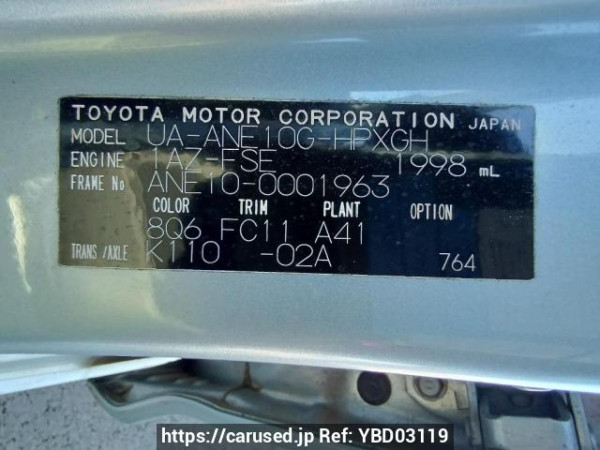 TOYOTA MOTOR CORPORATION JAPAN
MODEL UA-ANE10G-HPXGH
ENGINE 1AZ-FSE 1998 mL
FRAME No ANE10-0001963
COLOR TRIM PLANT OPTION
8Q6 FC11 A41
TRANS/AXLE K110 -02A 764
https://carused.jp Ref: YBD03119